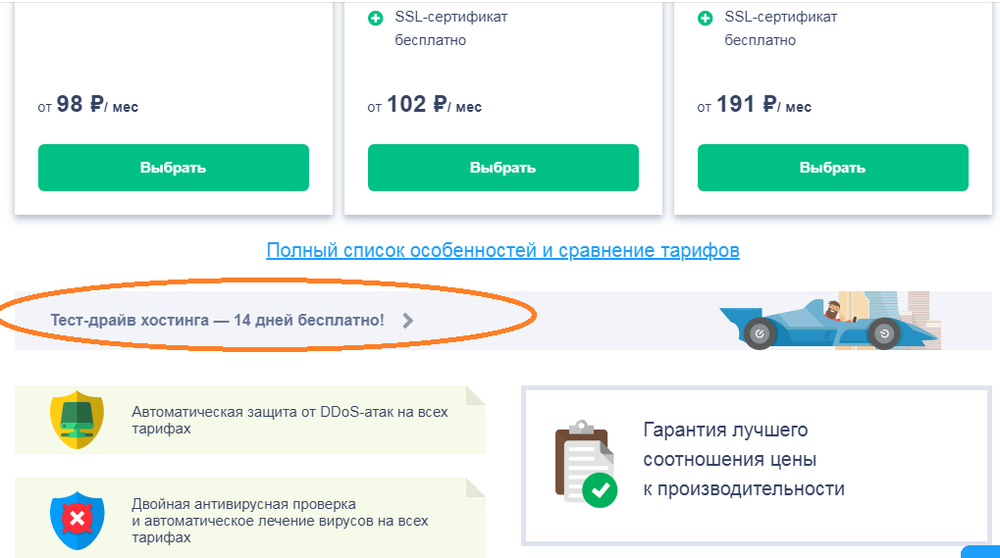 SSL-сертификат
бесплатно
SSL-сертификат
бесплатно
от 98 ₽/ мес
от 102 ₽/ мес
от 191 ₽/ мес
Выбрать
Выбрать
Выбрать
Полный список особенностей и сравнение тарифов
Тест-драйв хостинга — 14 дней бесплатно!
Автоматическая защита от DDoS-атак на всех
тарифах
Гарантия лучшего
соотношения цены
к производительности
Двойная антивирусная проверка
и автоматическое лечение вирусов на всех
тарифах